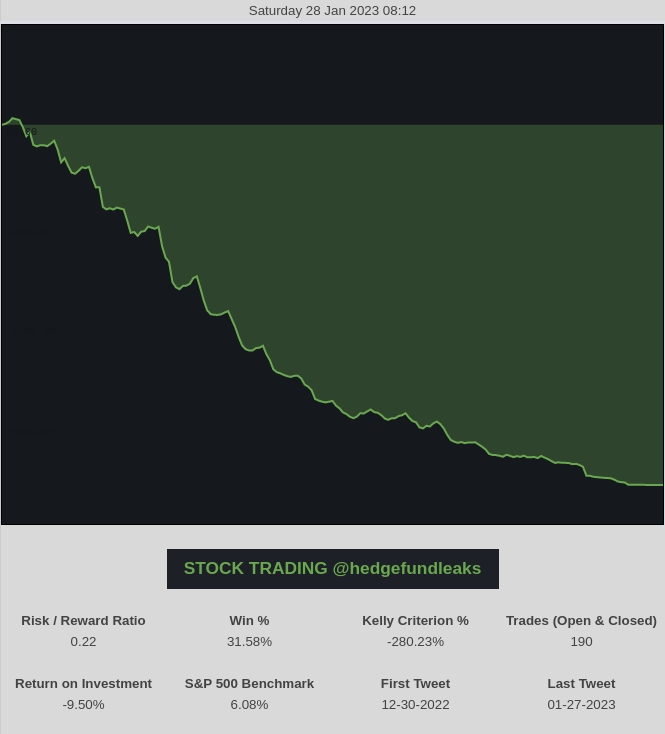 Saturday 28 Jan 2023 08:12
STOCK TRADING @hedgefundleaks
Risk / Reward Ratio Win % Kelly Criterion % Trades (Open & Closed)
0.22 31.58% -280.23% 190
Return on Investment S&P 500 Benchmark First Tweet Last Tweet
-9.50% 6.08% 12-30-2022 01-27-2023